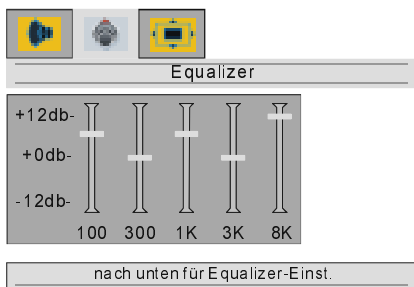 Equalizer
+12db-
+0db-
-12db-
100 300 1K 3K 8K
nach unten für Equalizer-Einst.